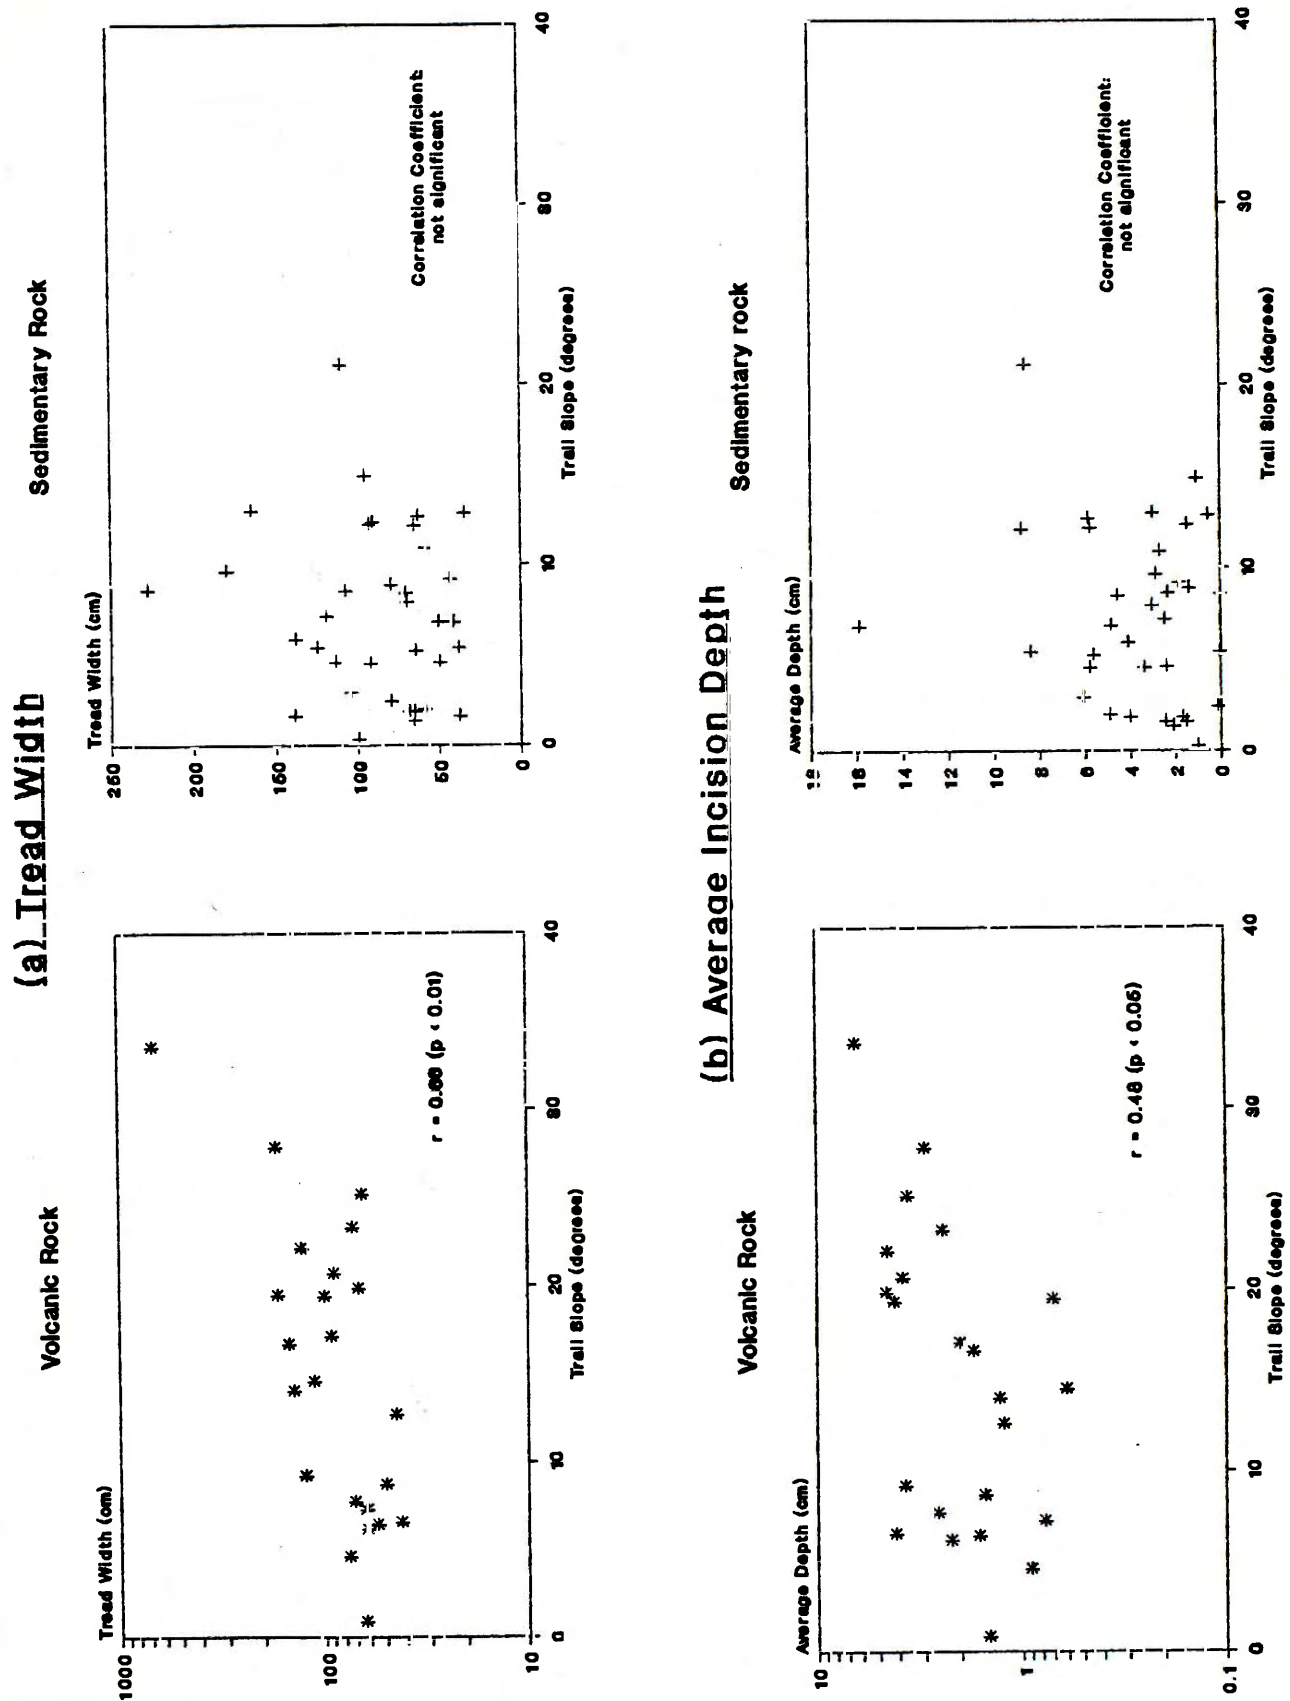 (a) Tread Width
Volcanic Rock
Tread Width (cm)
1000
100
10
0
10
20
30
40
Trail Slope (degrees)
r = 0.66 (p < 0.01)
Sedimentary Rock
Tread Width (cm)
250
200
150
100
50
0
0
10
20
30
40
Trail Slope (degrees)
Correlation Coefficient:
not significant
(b) Average Incision Depth
Volcanic Rock
Average Depth (cm)
10
1
0.1
0
10
20
30
40
Trail Slope (degrees)
r = 0.48 (p < 0.05)
Sedimentary rock
Average Depth (cm)
18
16
14
12
10
8
6
4
2
0
0
10
20
30
40
Trail Slope (degrees)
Correlation Coefficient:
not significant